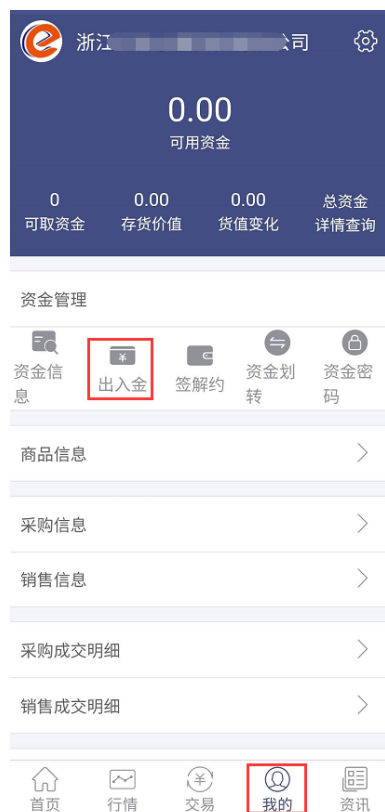 浙江 公司
0.00
可用资金
0 0.00 0.00 总资金
可取资金 存货价值 货值变化 详情查询
资金管理
资金信息 出入金 签解约 资金划转 资金密码
商品信息
采购信息
销售信息
采购成交明细
销售成交明细
首页 行情 交易 我的 资讯